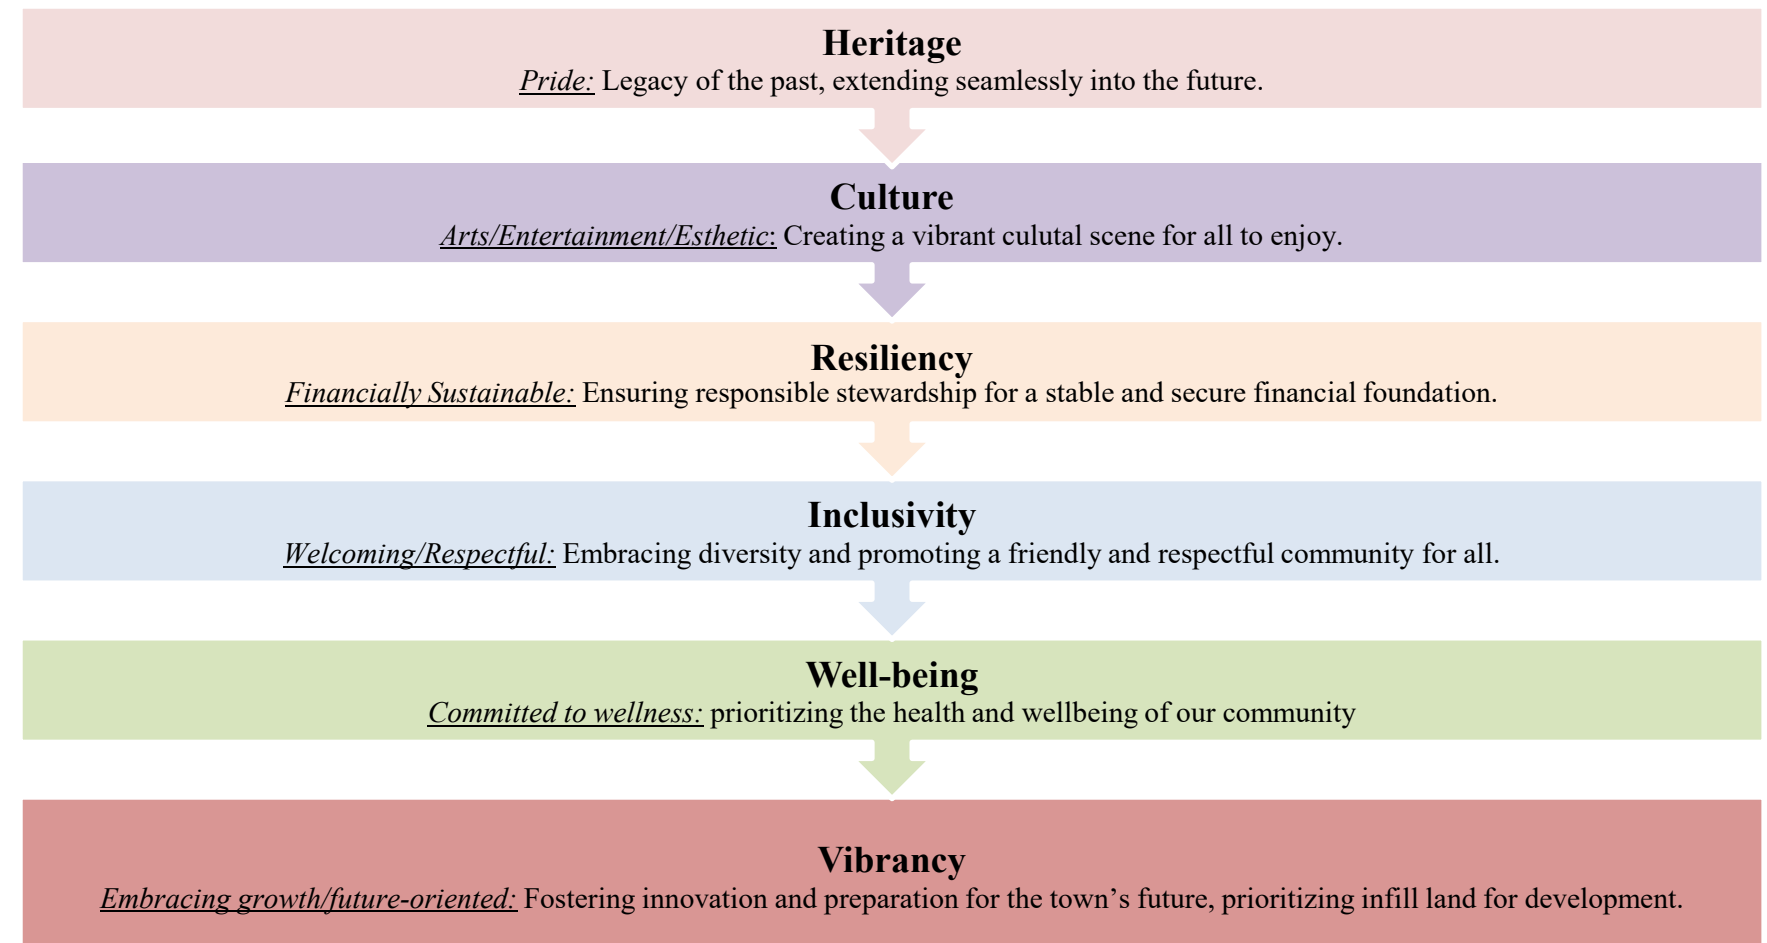 Heritage
Pride: Legacy of the past, extending seamlessly into the future.
Culture
Arts/Entertainment/Esthetic: Creating a vibrant culutal scene for all to enjoy.
Resiliency
Financially Sustainable: Ensuring responsible stewardship for a stable and secure financial foundation.
Inclusivity
Welcoming/Respectful: Embracing diversity and promoting a friendly and respectful community for all.
Well-being
Committed to wellness: prioritizing the health and wellbeing of our community
Vibrancy
Embracing growth/future-oriented: Fostering innovation and preparation for the town’s future, prioritizing infill land for development.